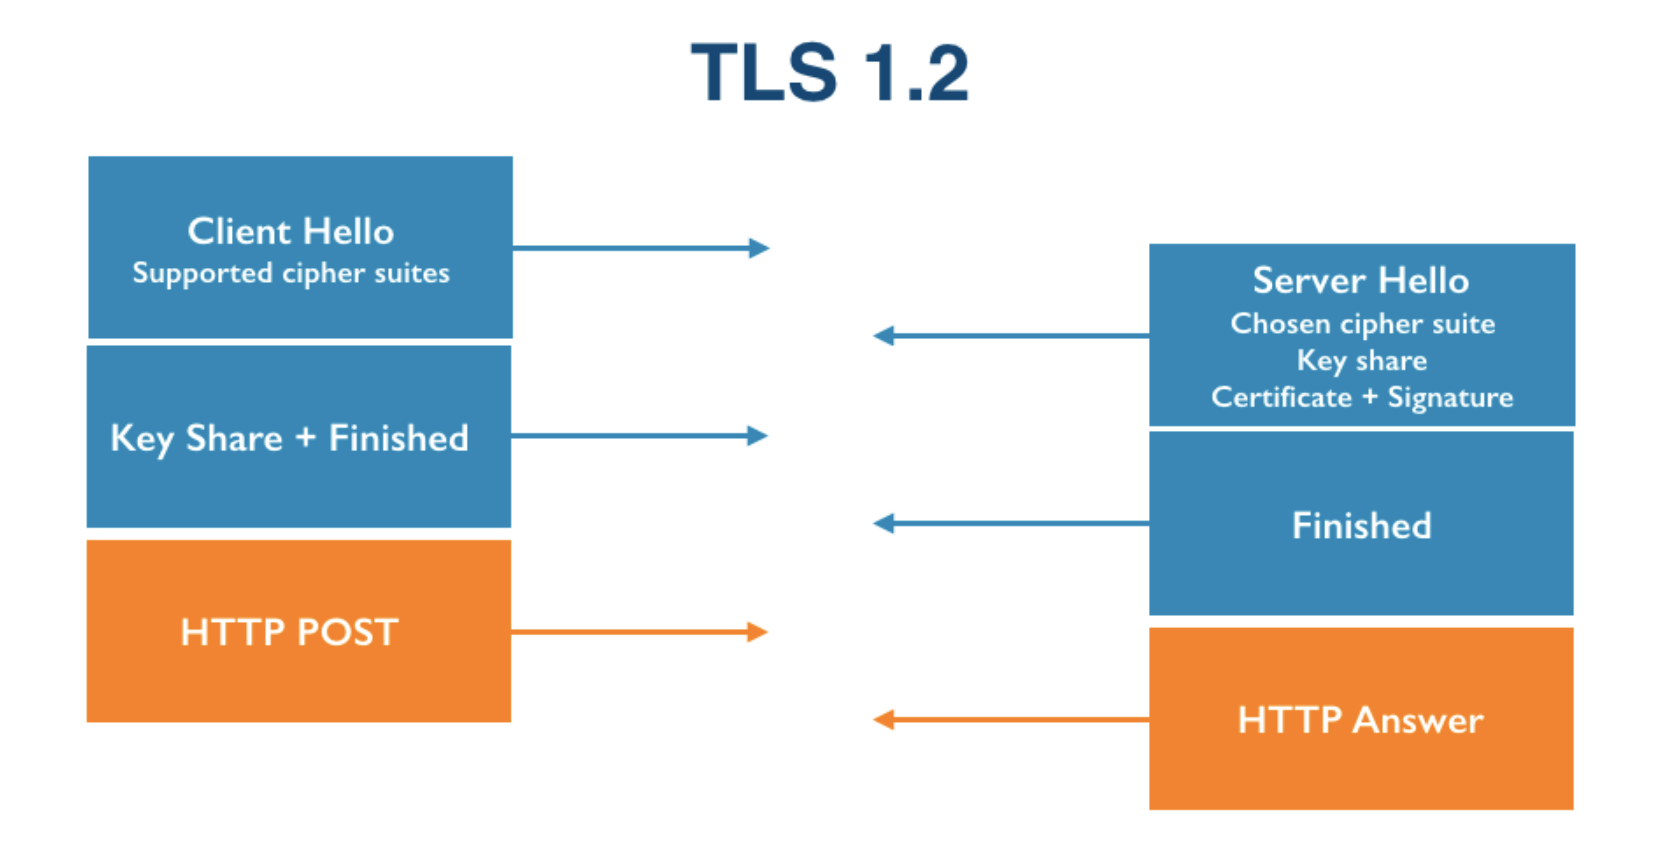 TLS 1.2
Client Hello
Supported cipher suites
Server Hello
Chosen cipher suite
Key share
Certificate + Signature
Key Share + Finished
Finished
HTTP POST
HTTP Answer